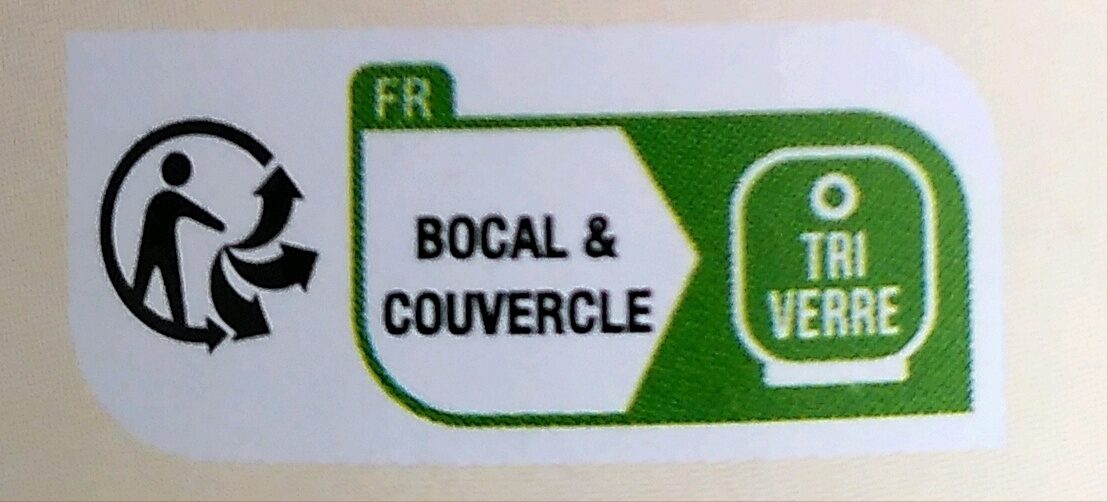 FR
BOCAL &
COUVERCLE
TRI
VERRE